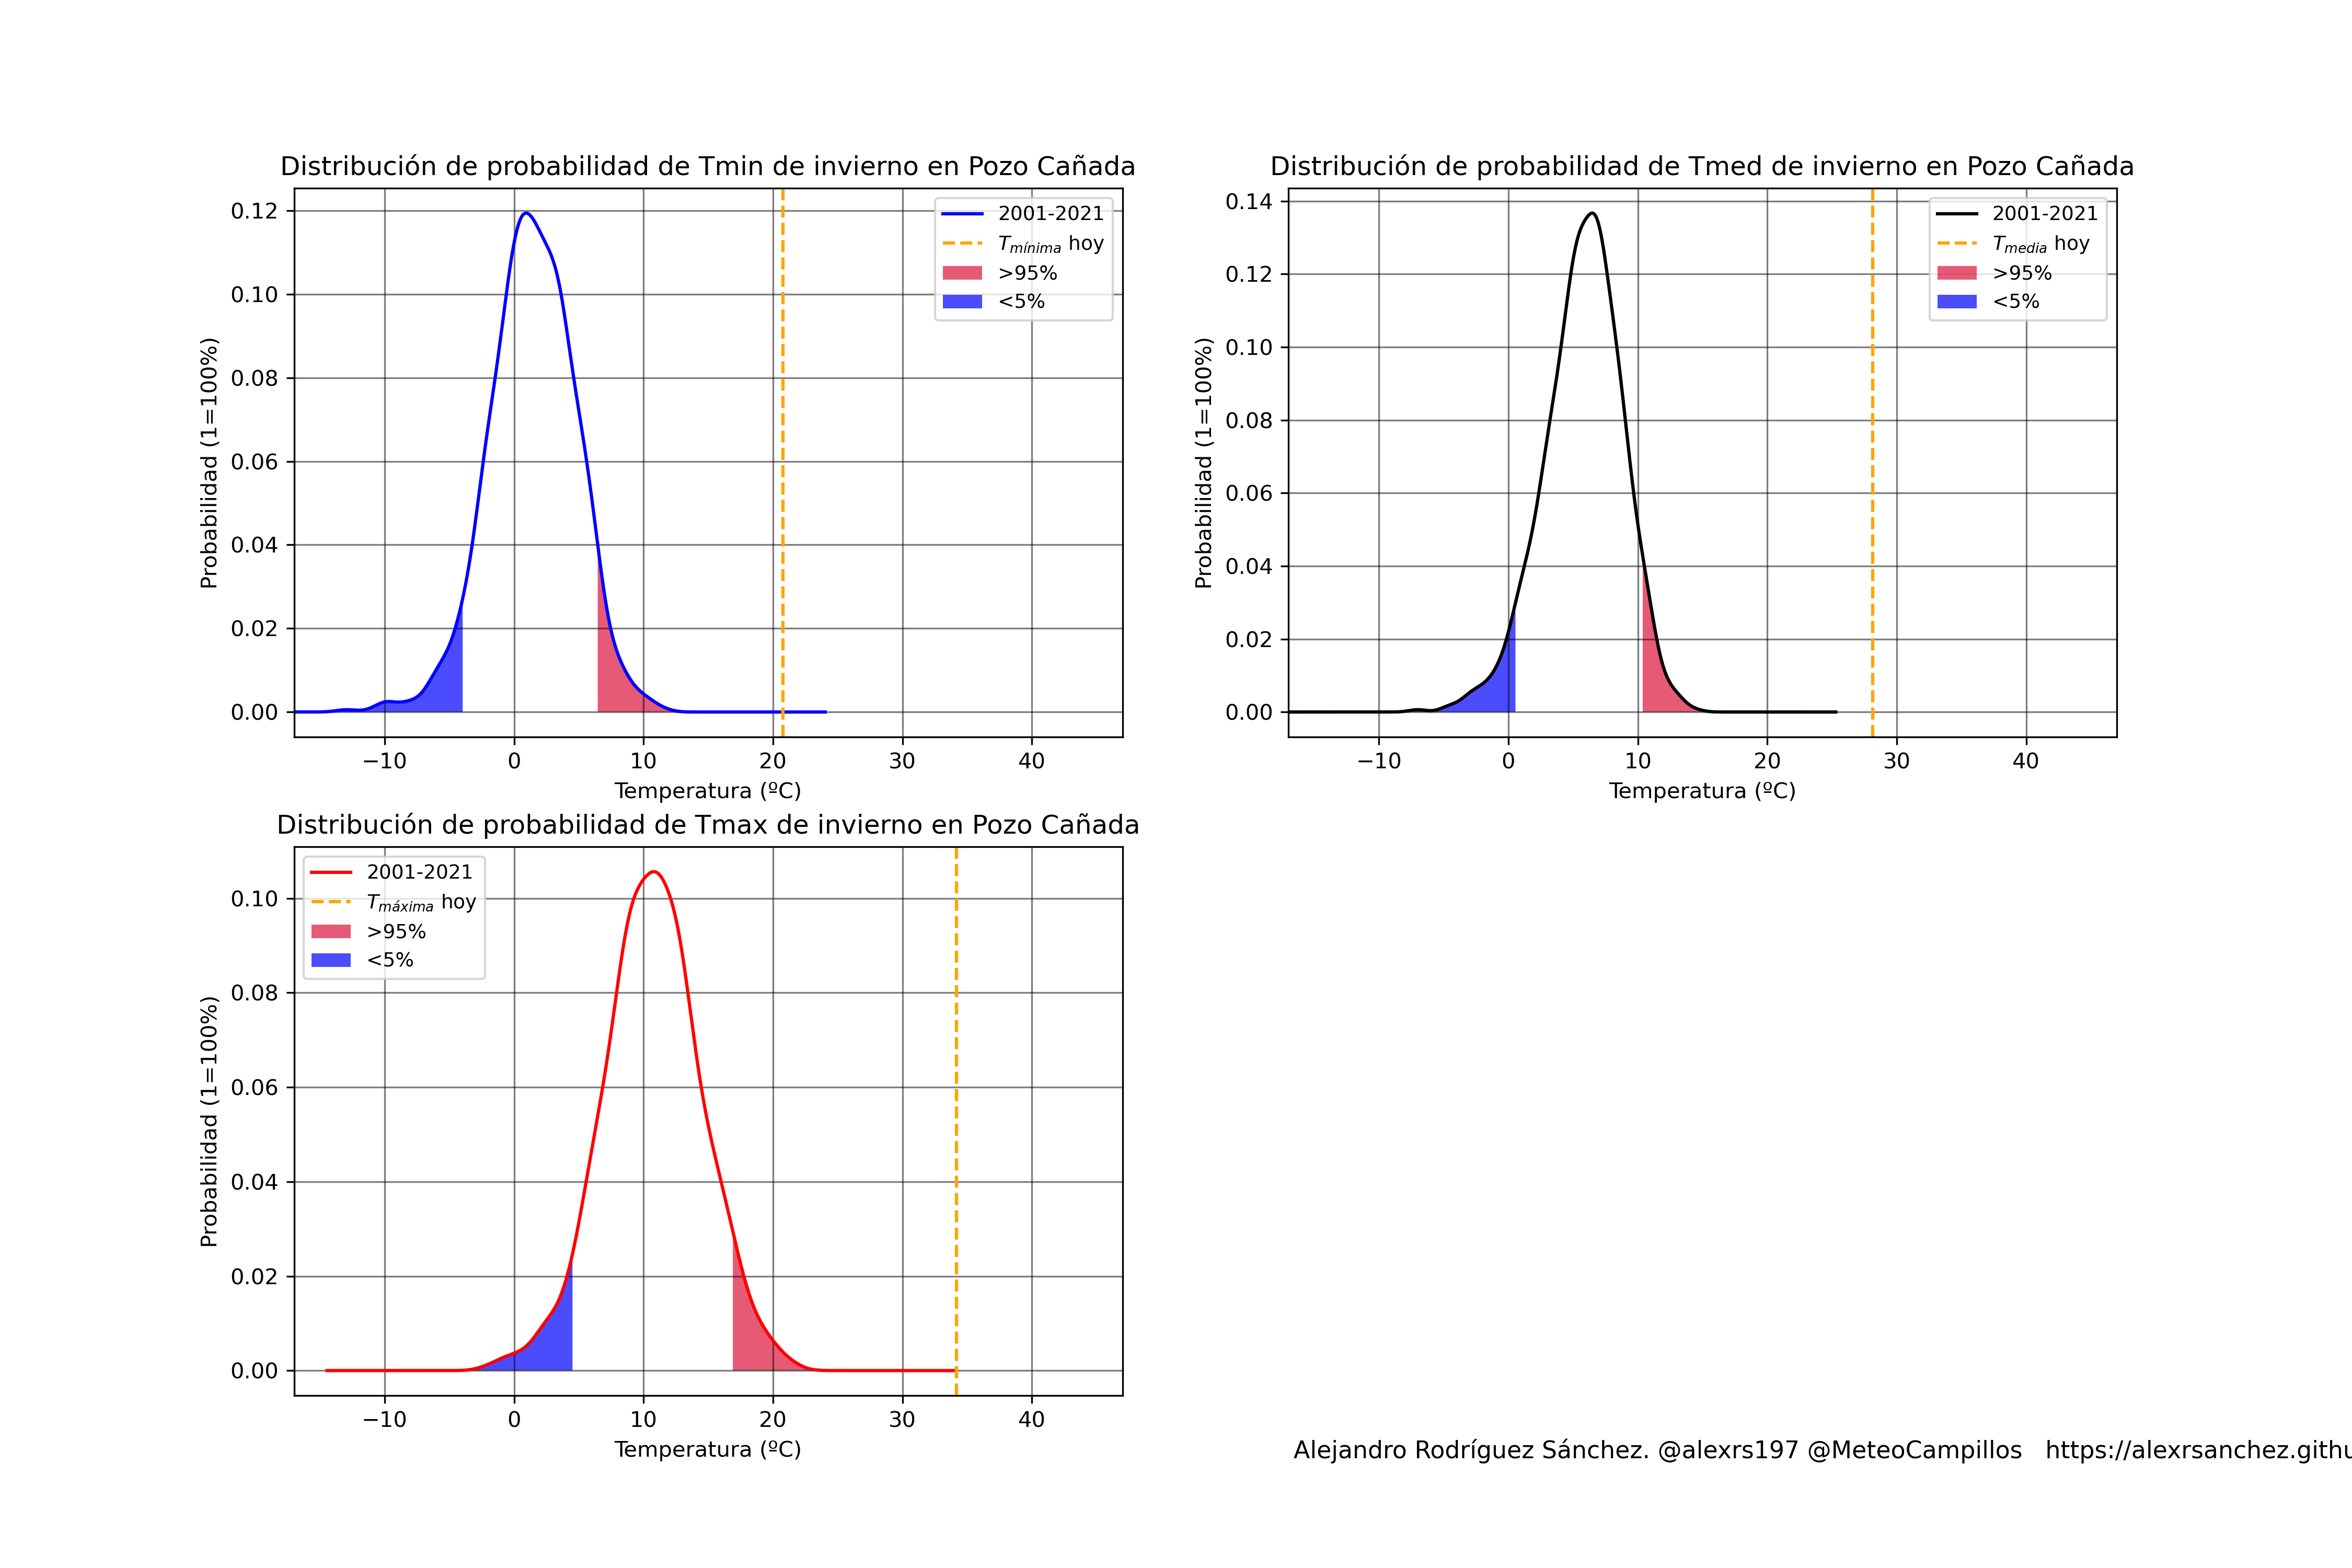 Distribución de probabilidad de Tmin de invierno en Pozo Cañada
0.12
0.10
0.08
0.06
0.04
0.02
0.00
Probabilidad (1=100%)
2001-2021
Tmínima hoy
>95%
<5%
−10 0 10 20 30 40
Temperatura (ºC)
Distribución de probabilidad de Tmed de invierno en Pozo Cañada
0.14
0.12
0.10
0.08
0.06
0.04
0.02
0.00
Probabilidad (1=100%)
2001-2021
Tmedia hoy
>95%
<5%
−10 0 10 20 30 40
Temperatura (ºC)
Distribución de probabilidad de Tmax de invierno en Pozo Cañada
0.10
0.08
0.06
0.04
0.02
0.00
Probabilidad (1=100%)
2001-2021
Tmáxima hoy
>95%
<5%
−10 0 10 20 30 40
Temperatura (ºC)
Alejandro Rodríguez Sánchez. @alexrs197 @MeteoCampillos https://alexrsanchez.githu